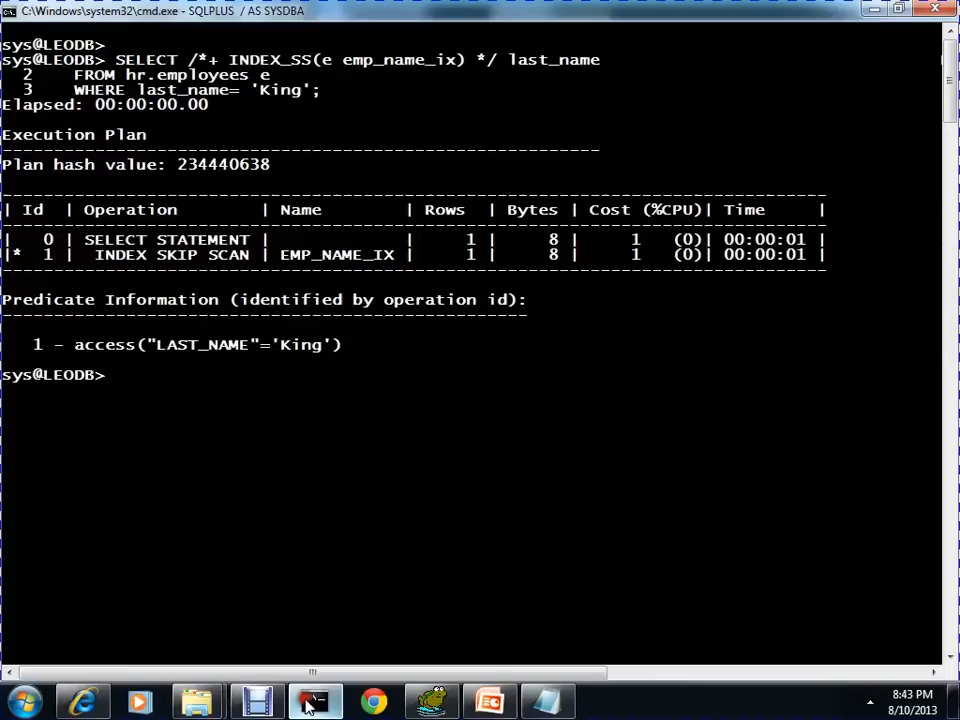 C:\Windows\system32\cmd.exe - SQLPLUS / AS SYSDBA
sys@LEODB>
sys@LEODB> SELECT /*+ INDEX_SS(e emp_name_ix) */ last_name
2 FROM hr.employees e
3 WHERE last_name= 'King';
Elapsed: 00:00:00.00
Execution Plan
----------------------------------------------------------
Plan hash value: 234440638
--------------------------------------------------------------------------------
| Id | Operation | Name | Rows | Bytes | Cost (%CPU)| Time |
--------------------------------------------------------------------------------
| 0 | SELECT STATEMENT | | 1 | 8 | 1 (0)| 00:00:01 |
|* 1 | INDEX SKIP SCAN | EMP_NAME_IX | 1 | 8 | 1 (0)| 00:00:01 |
--------------------------------------------------------------------------------
Predicate Information (identified by operation id):
---------------------------------------------------
1 - access("LAST_NAME"='King')
sys@LEODB>
8:43 PM
8/10/2013